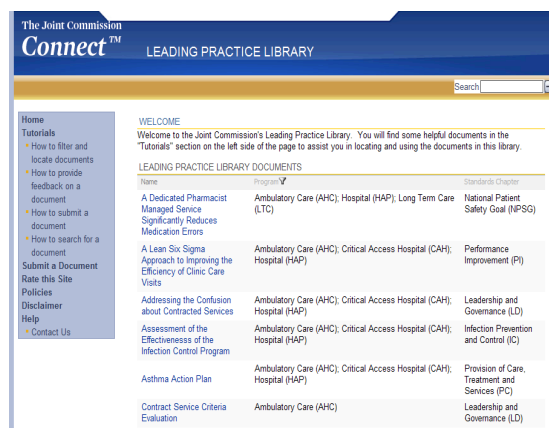 The Joint Commission
Connect ™
LEADING PRACTICE LIBRARY
Search
Home
Tutorials
How to filter and
locate documents
How to provide
feedback on a
document
How to submit a
document
How to search for a
document
Submit a Document
Rate this Site
Policies
Disclaimer
Help
Contact Us
WELCOME
Welcome to the Joint Commission's Leading Practice Library. You will find some helpful documents in the
"Tutorials" section on the left side of the page to assist you in locating and using the documents in this library.
LEADING PRACTICE LIBRARY DOCUMENTS
Name Program Standards Chapter
A Dedicated Pharmacist Ambulatory Care (AHC); Hospital (HAP); Long Term Care National Patient
Managed Service (LTC) Safety Goal (NPSG)
Significantly Reduces
Medication Errors
A Lean Six Sigma Ambulatory Care (AHC); Critical Access Hospital (CAH); Performance
Approach to Improving the Hospital (HAP) Improvement (PI)
Efficiency of Clinic Care
Visits
Addressing the Confusion Ambulatory Care (AHC); Critical Access Hospital (CAH); Leadership and
about Contracted Services Hospital (HAP) Governance (LD)
Assessment of the Ambulatory Care (AHC); Critical Access Hospital (CAH); Infection Prevention
Effectivenesss of the Hospital (HAP) and Control (IC)
Infection Control Program
Asthma Action Plan Ambulatory Care (AHC); Critical Access Hospital (CAH); Provision of Care,
Hospital (HAP) Treatment and
Services (PC)
Contract Service Criteria Ambulatory Care (AHC) Leadership and
Evaluation Governance (LD)